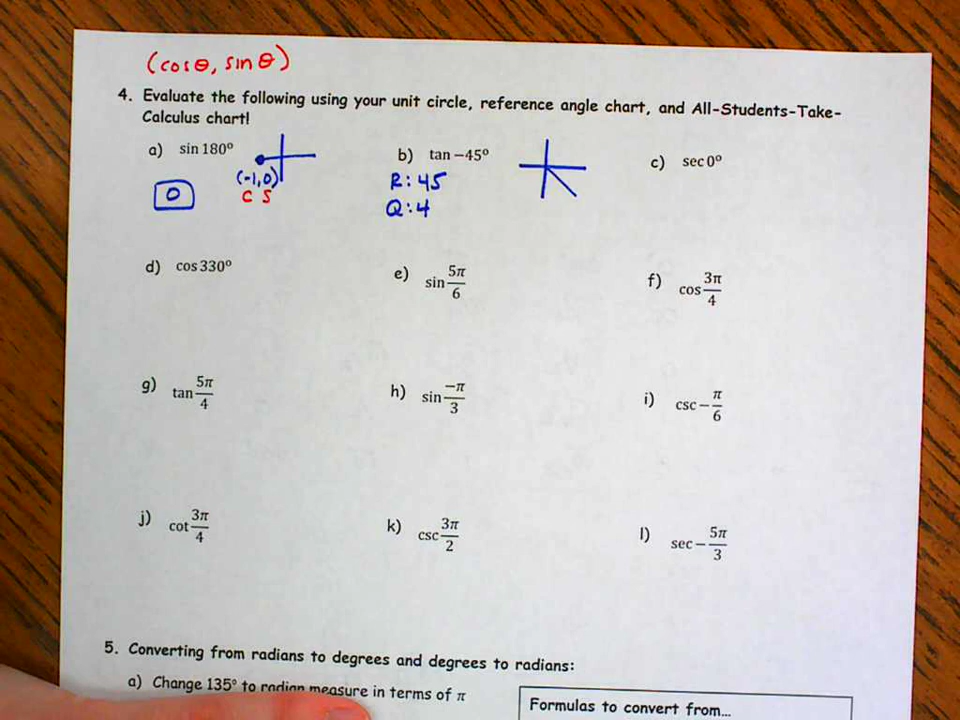 (cosθ, sinθ)
4. Evaluate the following using your unit circle, reference angle chart, and All-Students-Take-
Calculus chart!
a) sin 180°
(-1,0)
C S
0
b) tan −45°
R: 45
Q: 4
c) sec 0°
d) cos 330°
e) sin 5π/6
f) cos 3π/4
g) tan 5π/4
h) sin −π/3
i) csc − π/6
j) cot 3π/4
k) csc 3π/2
l) sec − 5π/3
5. Converting from radians to degrees and degrees to radians:
a) Change 135° to radian measure in terms of π
Formulas to convert from...